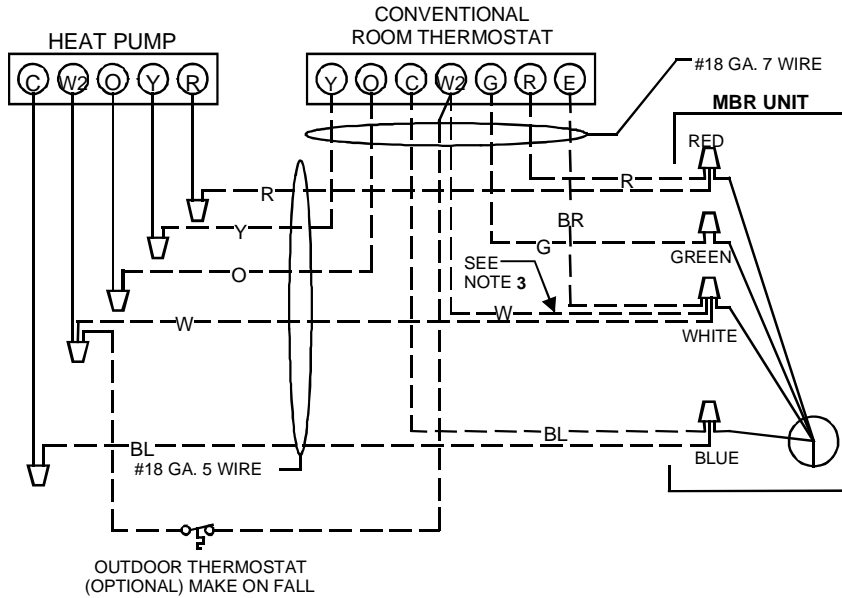 CONVENTIONAL
ROOM THERMOSTAT
HEAT PUMP
C W2 O Y R
Y O C W2 G R E
#18 GA. 7 WIRE
MBR UNIT
RED
R
R
BR
Y
G
GREEN
O
SEE
NOTE 3
W
W
WHITE
BL
BL
BLUE
#18 GA. 5 WIRE
OUTDOOR THERMOSTAT
(OPTIONAL) MAKE ON FALL